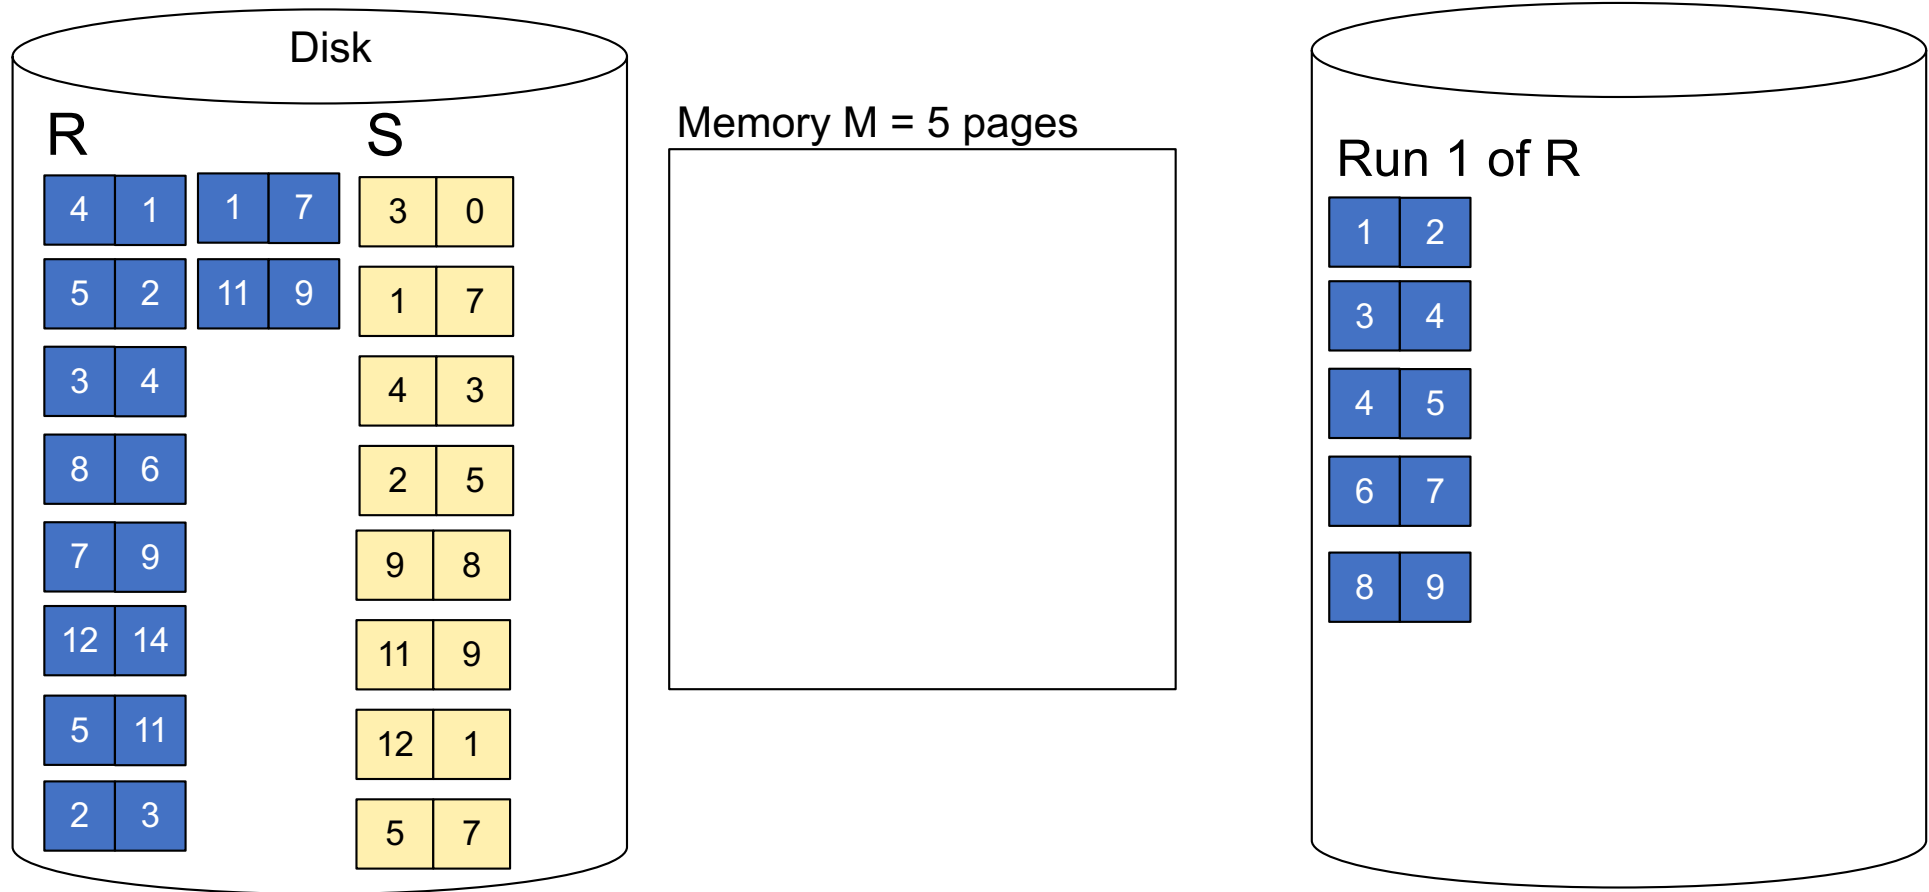 Disk
Memory M = 5 pages
R S
Run 1 of R
4 1 1 7 3 0
1 2
5 2 11 9 1 7
3 4
3 4 4 3
4 5
8 6 2 5
6 7
7 9 9 8
8 9
12 14 11 9
5 11 12 1
2 3 5 7